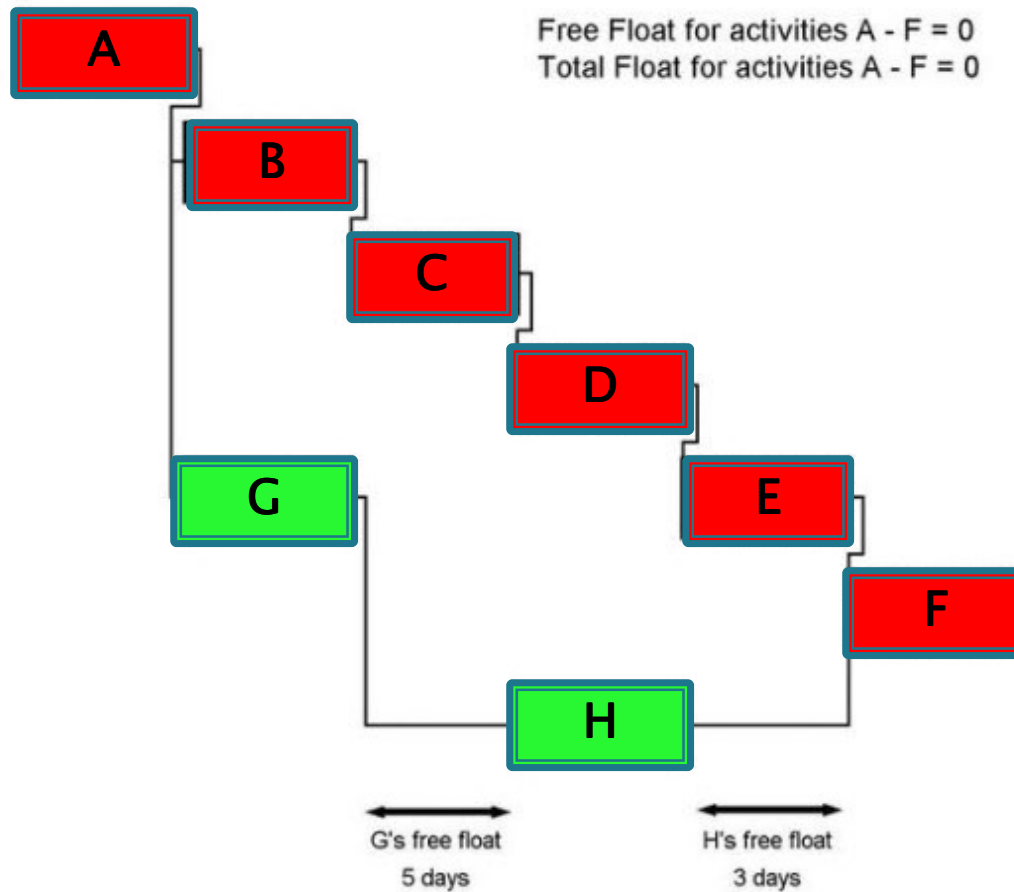 A
Free Float for activities A - F = 0
Total Float for activities A - F = 0
B
C
D
G
E
F
H
G's free float
5 days
H's free float
3 days